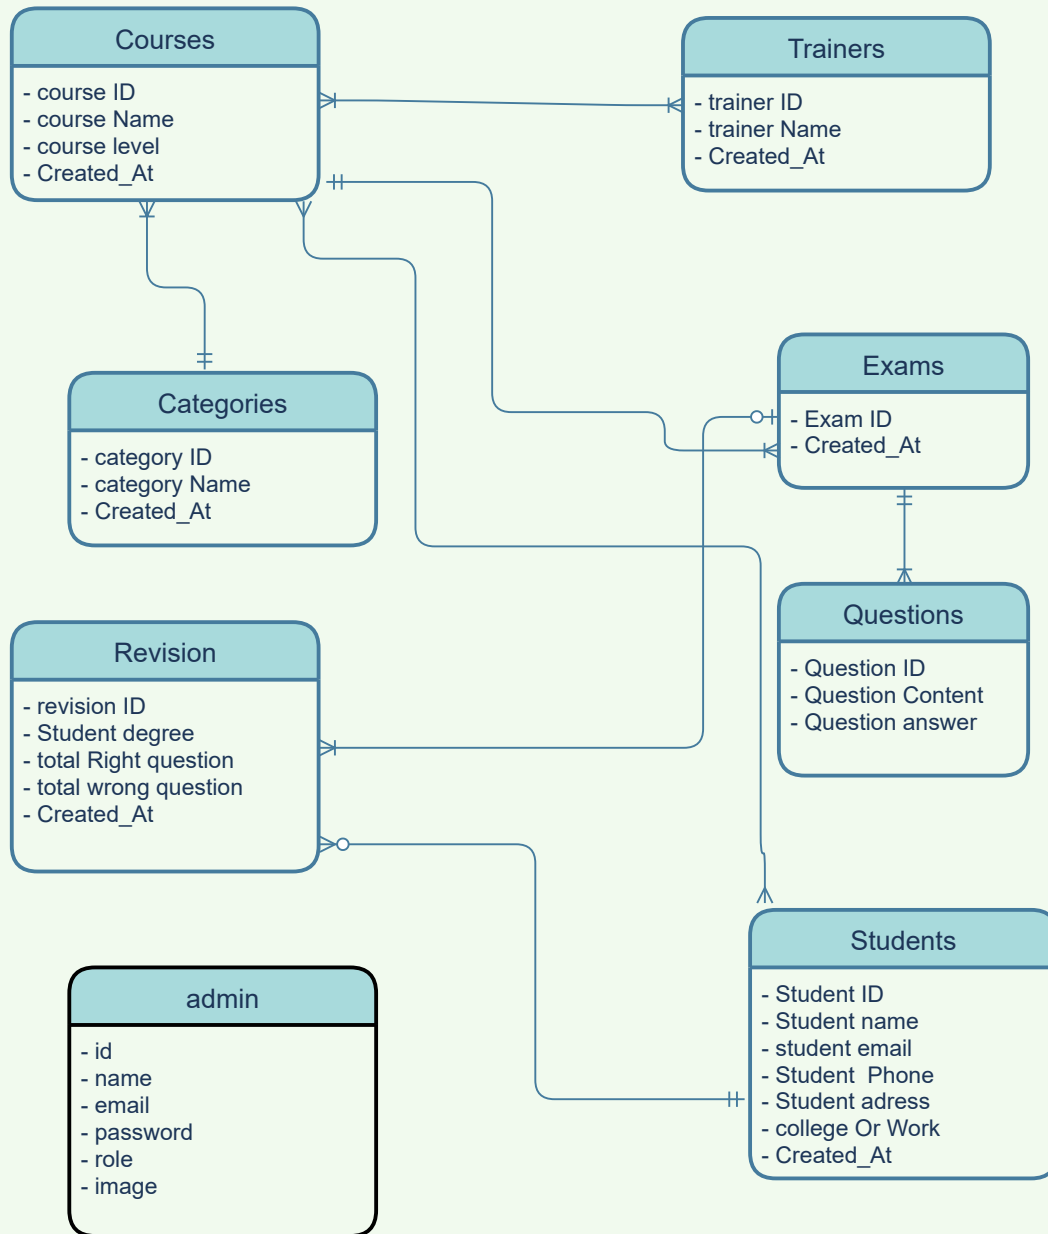 Courses
- course ID
- course Name
- course level
- Created_At
Trainers
- trainer ID
- trainer Name
- Created_At
Categories
- category ID
- category Name
- Created_At
Exams
- Exam ID
- Created_At
Questions
- Question ID
- Question Content
- Question answer
Revision
- revision ID
- Student degree
- total Right question
- total wrong question
- Created_At
Students
- Student ID
- Student name
- student email
- Student  Phone
- Student adress
- college Or Work
- Created_At
admin
- id
- name
- email
- password
- role
- image